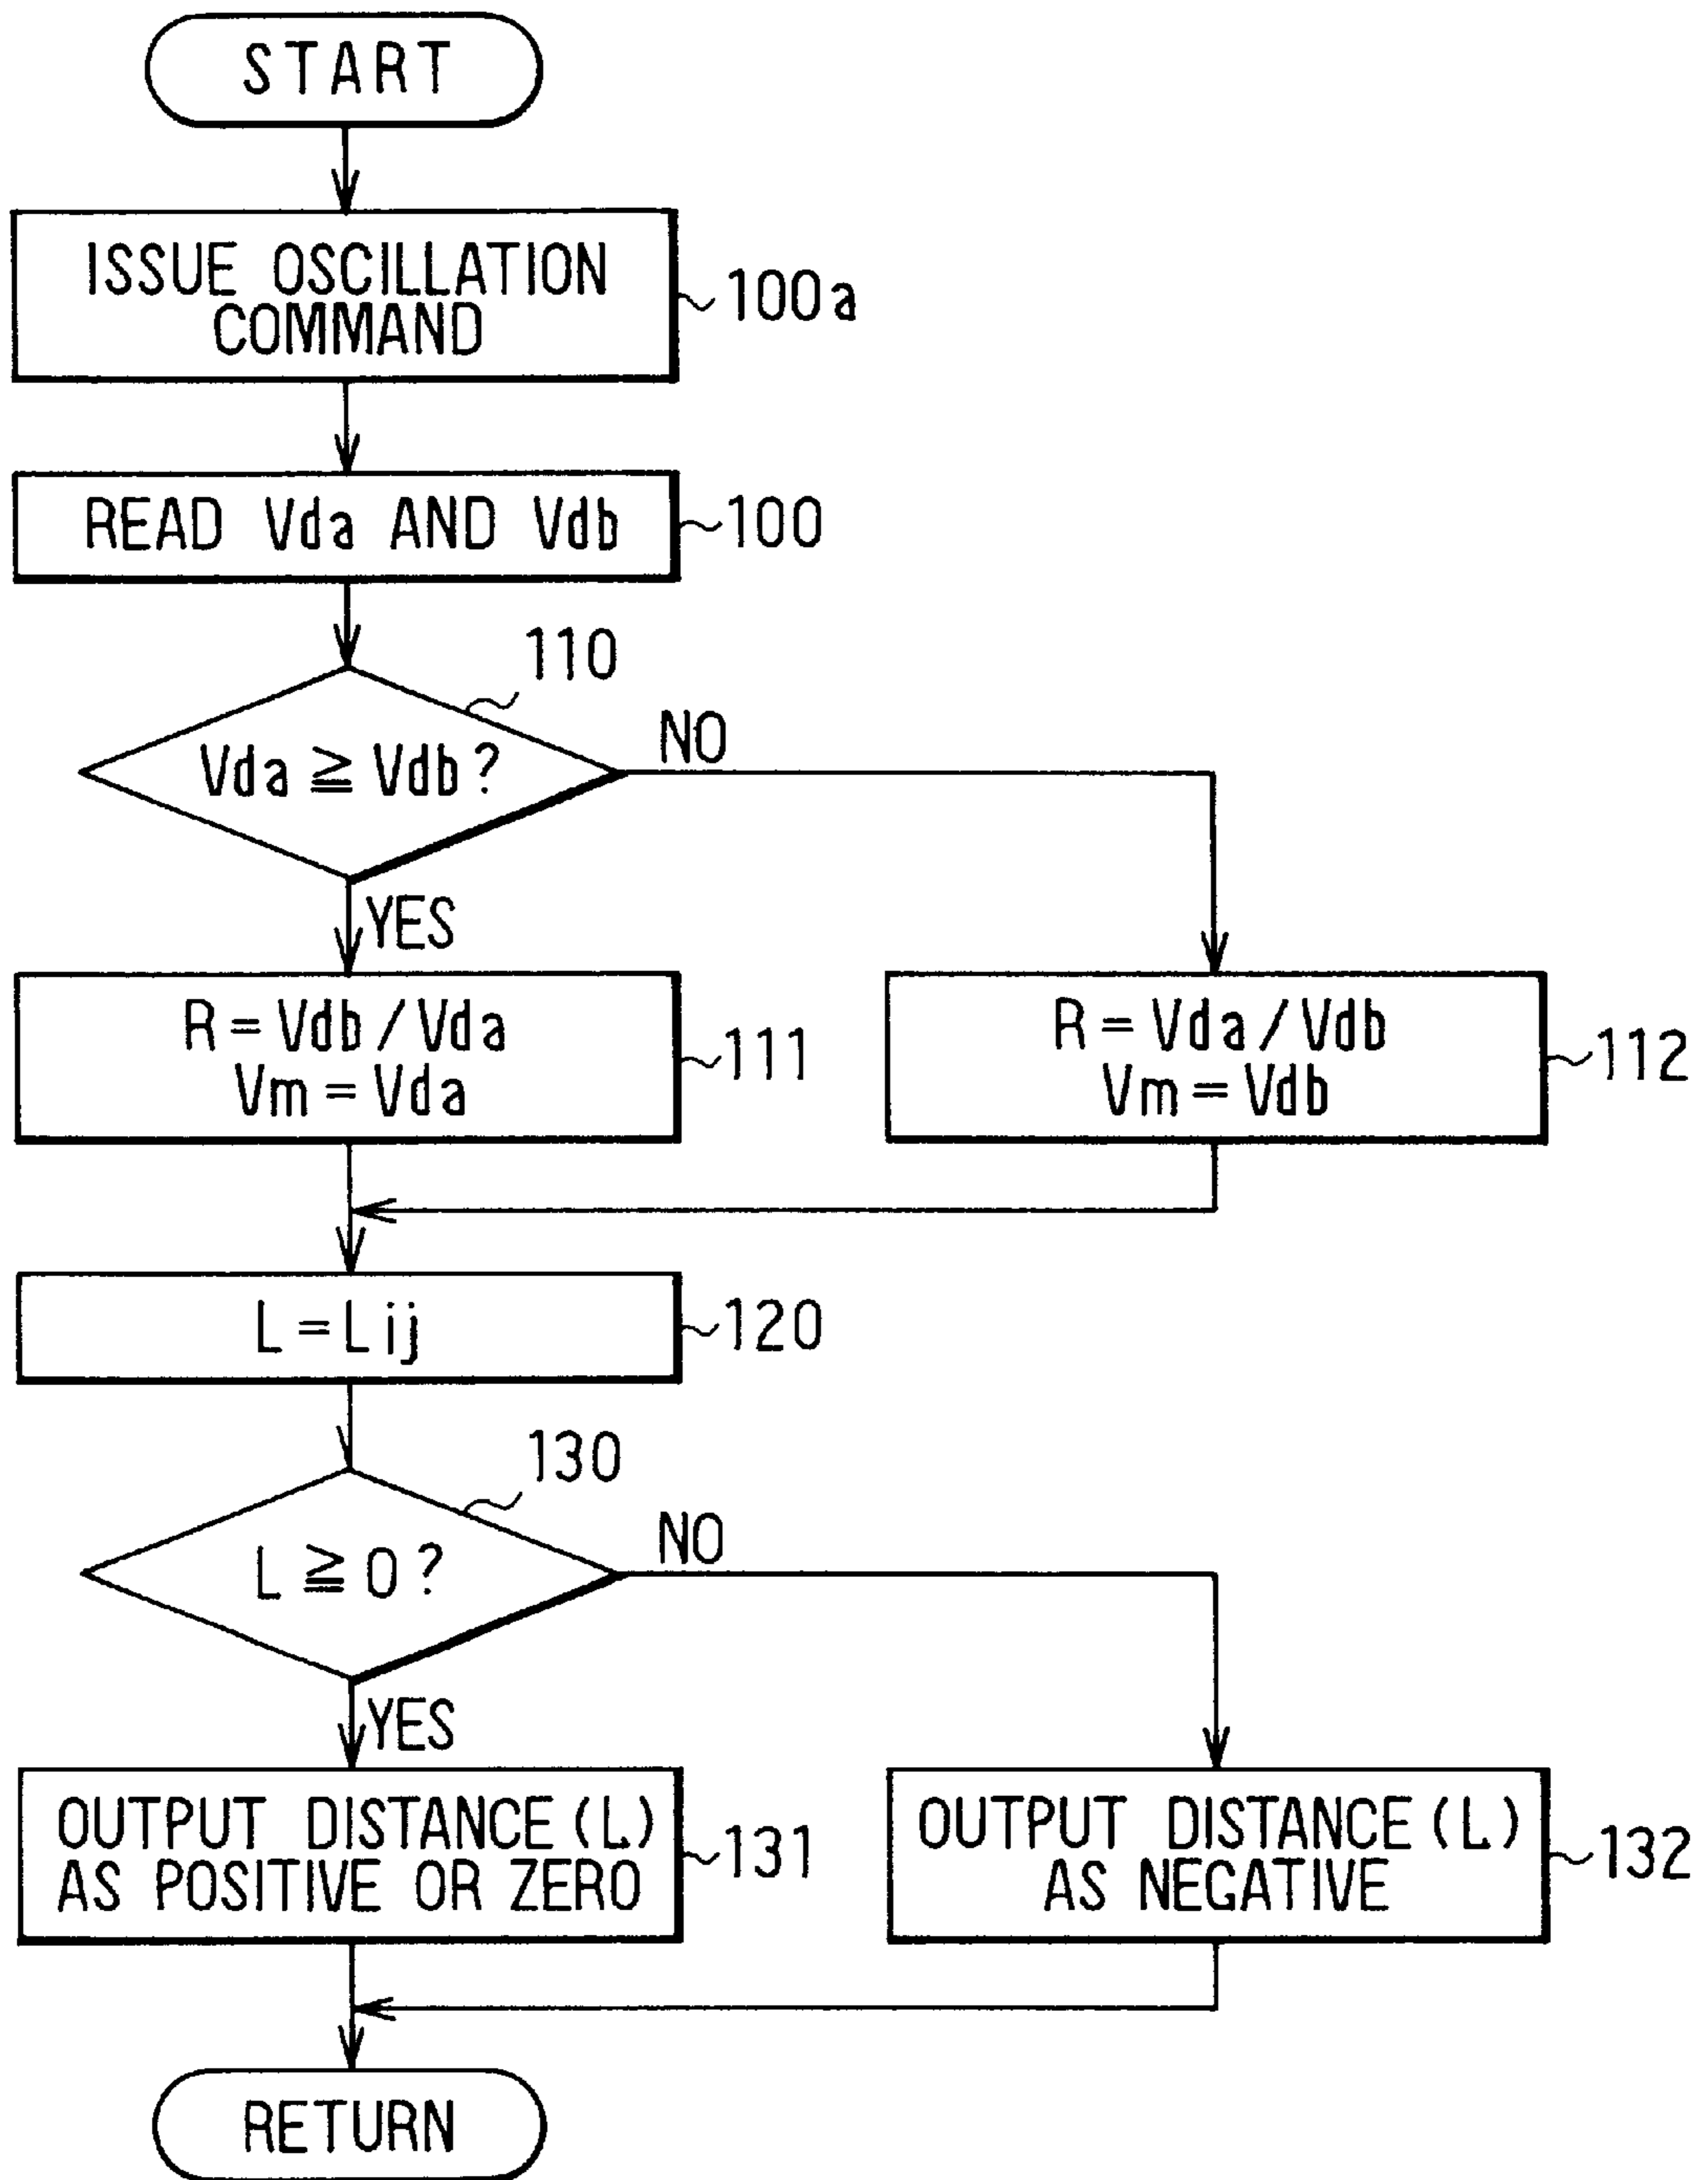 START
ISSUE OSCILLATION
COMMAND
100a
READ Vda AND Vdb
100
110
Vda ≧ Vdb?
NO
YES
R = Vdb / Vda
Vm = Vda
111
R = Vda / Vdb
Vm = Vdb
112
L = Lij
120
130
L ≧ 0?
NO
YES
OUTPUT DISTANCE (L)
AS POSITIVE OR ZERO
131
OUTPUT DISTANCE (L)
AS NEGATIVE
132
RETURN